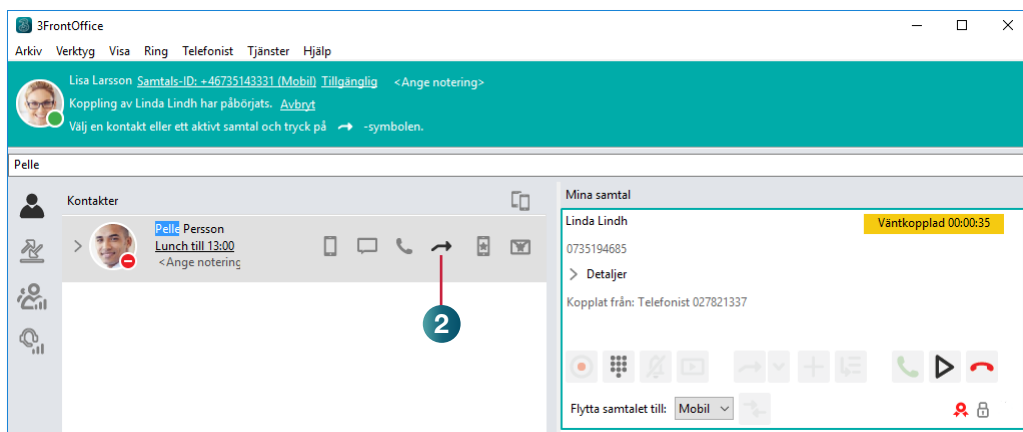 3FrontOffice
Arkiv Verktyg Visa Ring Telefonist Tjänster Hjälp
Lisa Larsson Samtals-ID: +46735143331 (Mobil) Tillgänglig <Ange notering>
Koppling av Linda Lindh har påbörjats. Avbryt
Välj en kontakt eller ett aktivt samtal och tryck på -symbolen.
Pelle
Kontakter
Pelle Persson
Lunch till 13:00
<Ange notering
2
Mina samtal
Linda Lindh Väntkopplad 00:00:35
0735194685
Detaljer
Kopplat från: Telefonist 027821337
Flytta samtalet till: Mobil